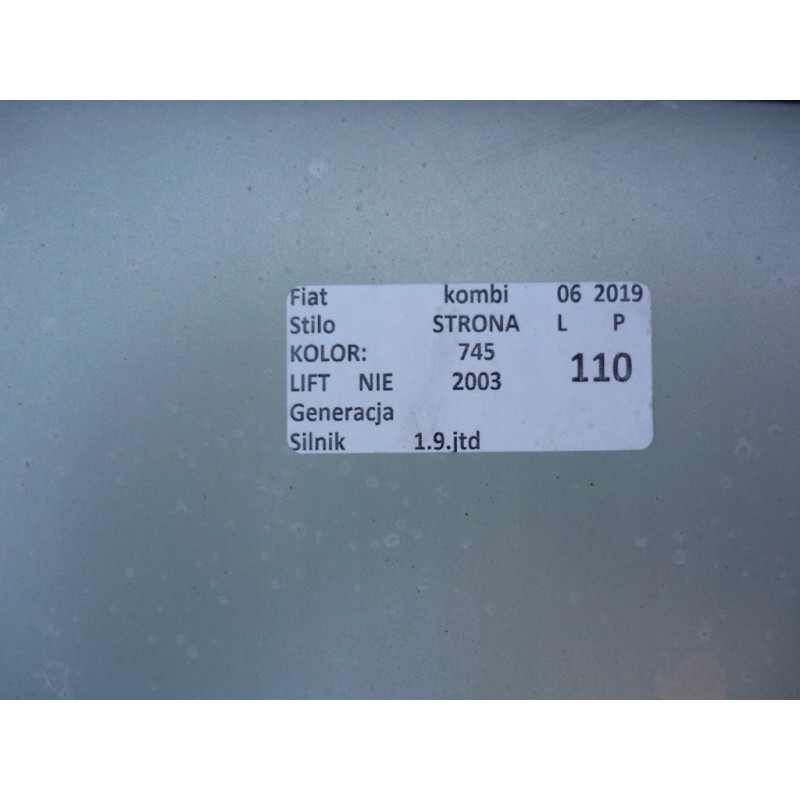 Fiat kombi 06 2019
Stilo STRONA L P
KOLOR: 745
110
LIFT NIE 2003
Generacja
Silnik 1.9.jtd